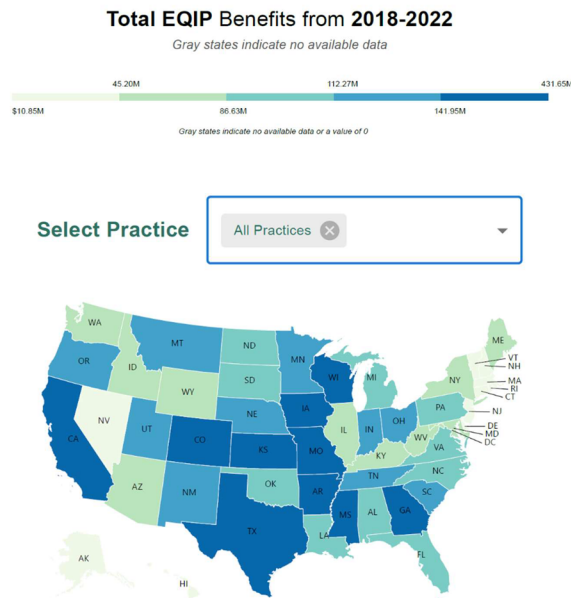 Total EQIP Benefits from 2018-2022
Gray states indicate no available data
45.20M 112.27M 431.65M
$10.85M 86.63M 141.95M
Gray states indicate no available data or a value of 0
Select Practice
All Practices
WA
ME
MT
ND
VT
OR
MN
NH
ID
WI
MI
SD
NY
MA
WY
RI
CT
IA
PA
NE
NJ
NV
OH
IL
IN
DE
UT
MD
CO
WV
DC
CA
KS
MO
VA
KY
NC
TN
AZ
OK
NM
AR
SC
MS
AL
GA
TX
LA
FL
AK
HI